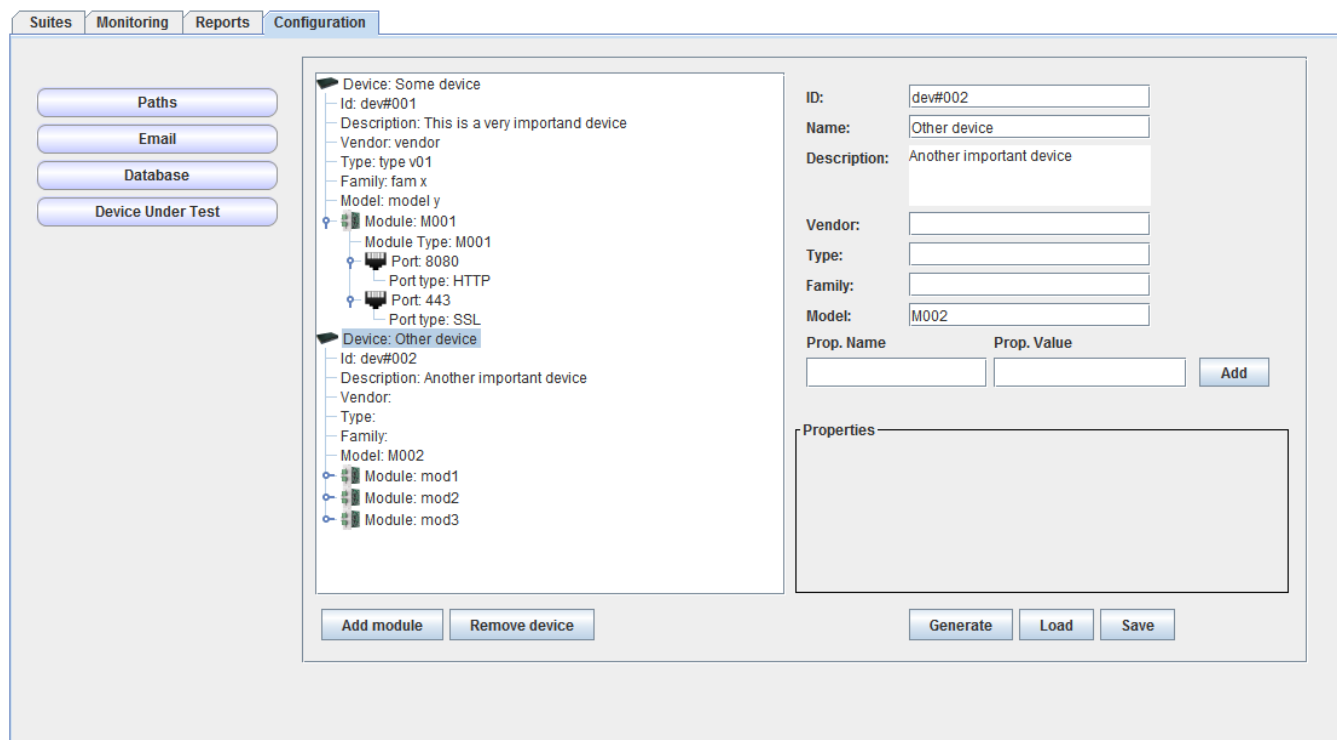 Suites Monitoring Reports Configuration
Paths
Email
Database
Device Under Test
Device: Some device
Id: dev#001
Description: This is a very importand device
Vendor: vendor
Type: type v01
Family: fam x
Model: model y
Module: M001
Module Type: M001
Port: 8080
Port type: HTTP
Port: 443
Port type: SSL
Device: Other device
Id: dev#002
Description: Another important device
Vendor:
Type:
Family:
Model: M002
Module: mod1
Module: mod2
Module: mod3
Add module Remove device
ID: dev#002
Name: Other device
Description: Another important device
Vendor:
Type:
Family:
Model: M002
Prop. Name Prop. Value
Add
Properties
Generate Load Save